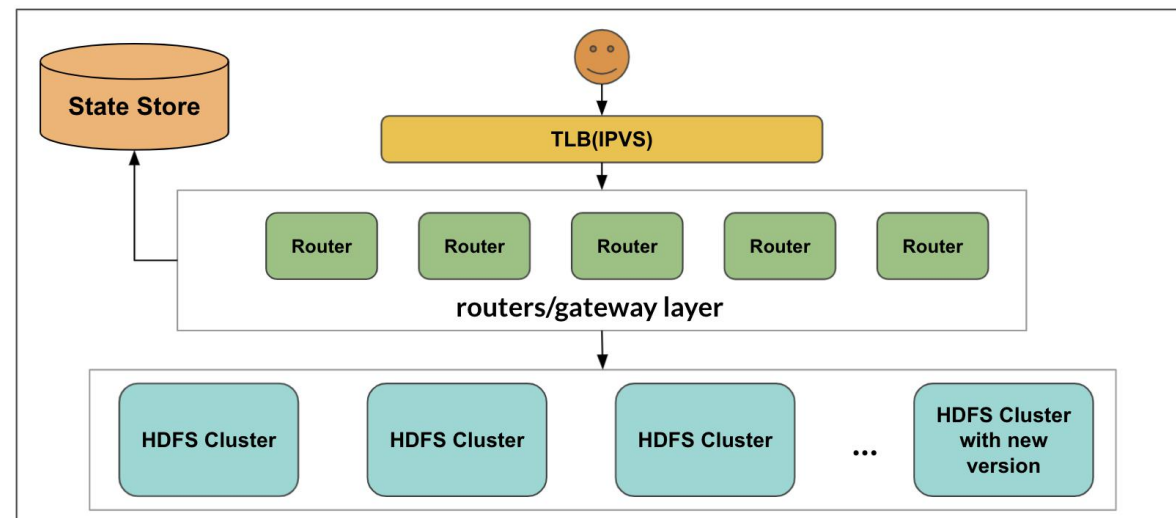 State Store
TLB(IPVS)
Router
Router
Router
Router
Router
routers/gateway layer
HDFS Cluster
HDFS Cluster
HDFS Cluster
...
HDFS Cluster
with new
version